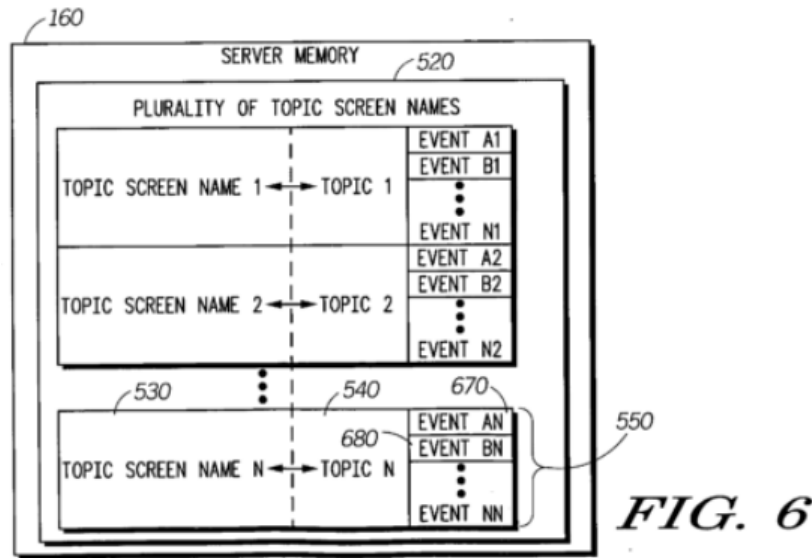 160
SERVER MEMORY
520
PLURALITY OF TOPIC SCREEN NAMES
EVENT A1
EVENT B1
TOPIC SCREEN NAME 1 TOPIC 1
EVENT N1
EVENT A2
EVENT B2
TOPIC SCREEN NAME 2 TOPIC 2
EVENT N2
530 540 670
EVENT AN
680 EVENT BN 550
TOPIC SCREEN NAME N TOPIC N
EVENT NN
FIG. 6